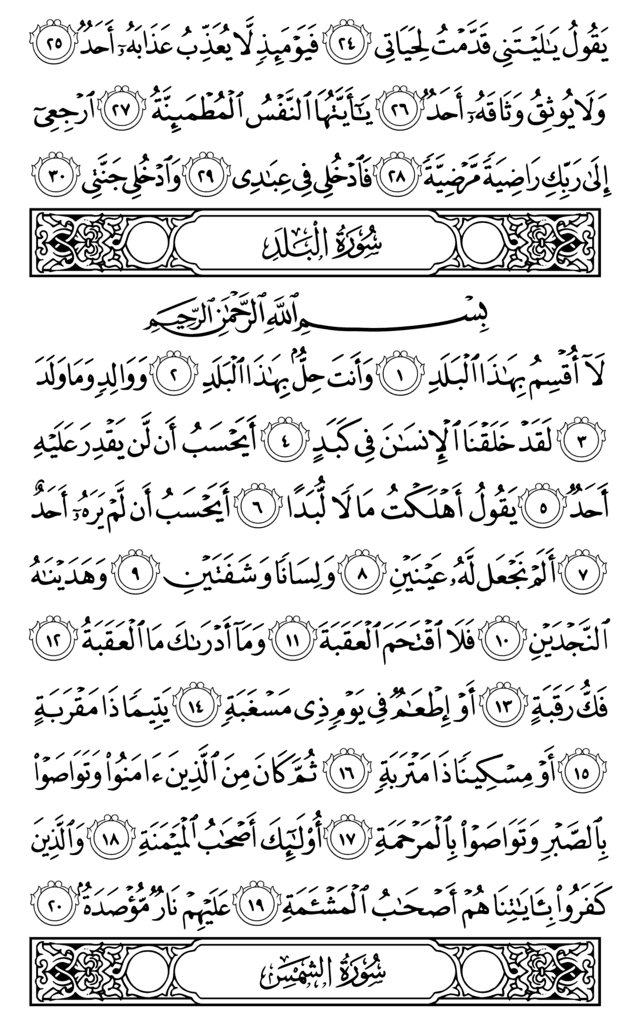 يَقُولُ يَـٰلَيْتَنِى قَدَّمْتُ لِحَيَاتِى ٢٤ فَيَوْمَئِذٍ لَّا يُعَذِّبُ عَذَابَهُۥٓ أَحَدٌ ٢٥
وَلَا يُوثِقُ وَثَاقَهُۥٓ أَحَدٌ ٢٦ يَـٰٓأَيَّتُهَا ٱلنَّفْسُ ٱلْمُطْمَئِنَّةُ ٢٧ ٱرْجِعِىٓ
إِلَىٰ رَبِّكِ رَاضِيَةً مَّرْضِيَّةً ٢٨ فَٱدْخُلِى فِى عِبَـٰدِى ٢٩ وَٱدْخُلِى جَنَّتِى ٣٠
سُورَةُ الْبَلَدِ
بِسْمِ ٱللَّهِ ٱلرَّحْمَـٰنِ ٱلرَّحِيمِ
لَآ أُقْسِمُ بِهَـٰذَا ٱلْبَلَدِ ١ وَأَنتَ حِلٌّۢ بِهَـٰذَا ٱلْبَلَدِ ٢ وَوَالِدٍ وَمَا وَلَدَ
٣ لَقَدْ خَلَقْنَا ٱلْإِنسَـٰنَ فِى كَبَدٍ ٤ أَيَحْسَبُ أَن لَّن يَقْدِرَ عَلَيْهِ
أَحَدٌ ٥ يَقُولُ أَهْلَكْتُ مَالًا لُّبَدًا ٦ أَيَحْسَبُ أَن لَّمْ يَرَهُۥٓ أَحَدٌ
٧ أَلَمْ نَجْعَل لَّهُۥ عَيْنَيْنِ ٨ وَلِسَانًا وَشَفَتَيْنِ ٩ وَهَدَيْنَـٰهُ
ٱلنَّجْدَيْنِ ١٠ فَلَا ٱقْتَحَمَ ٱلْعَقَبَةَ ١١ وَمَآ أَدْرَىٰكَ مَا ٱلْعَقَبَةُ ١٢
فَكُّ رَقَبَةٍ ١٣ أَوْ إِطْعَـٰمٌ فِى يَوْمٍ ذِى مَسْغَبَةٍ ١٤ يَتِيمًا ذَا مَقْرَبَةٍ
١٥ أَوْ مِسْكِينًا ذَا مَتْرَبَةٍ ١٦ ثُمَّ كَانَ مِنَ ٱلَّذِينَ ءَامَنُوا۟ وَتَوَاصَوْا۟
بِٱلصَّبْرِ وَتَوَاصَوْا۟ بِٱلْمَرْحَمَةِ ١٧ أُو۟لَـٰٓئِكَ أَصْحَـٰبُ ٱلْمَيْمَنَةِ ١٨ وَٱلَّذِينَ
كَفَرُوا۟ بِـَٔايَـٰتِنَا هُمْ أَصْحَـٰبُ ٱلْمَشْـَٔمَةِ ١٩ عَلَيْهِمْ نَارٌ مُّؤْصَدَةٌۢ ٢٠
سُورَةُ الشَّمْسِ